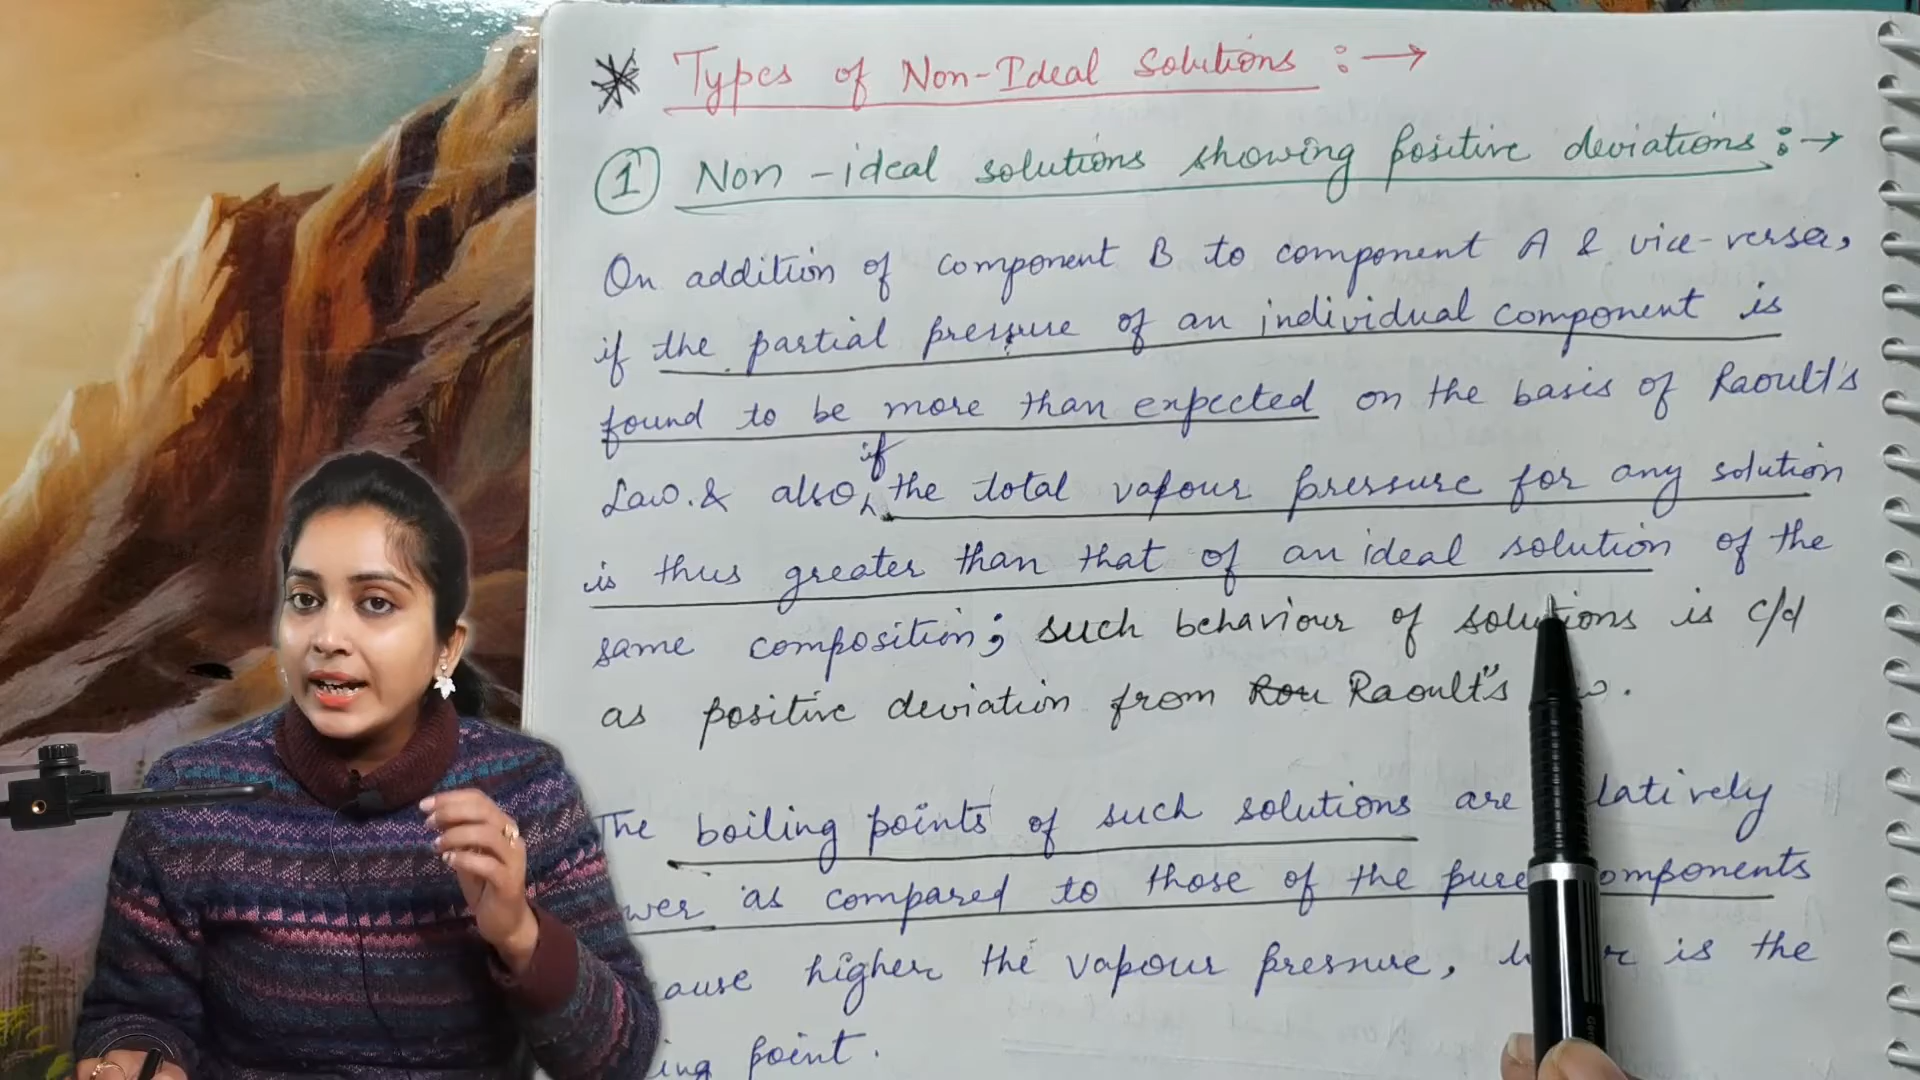 * Types of Non-Ideal Solutions :→
① Non-ideal solutions showing positive deviations :→
On addition of component B to component A & vice-versa,
if the partial pressure of an individual component is
found to be more than expected on the basis of Raoult's
if
Law. & also, the total vapour pressure for any solution
is thus greater than that of an ideal solution of the
same composition; such behaviour of solutions is c/d
as positive deviation from Raoult's
The boiling points of such solutions are
as compared to those of the pure
higher the vapour pressure, is the
point.